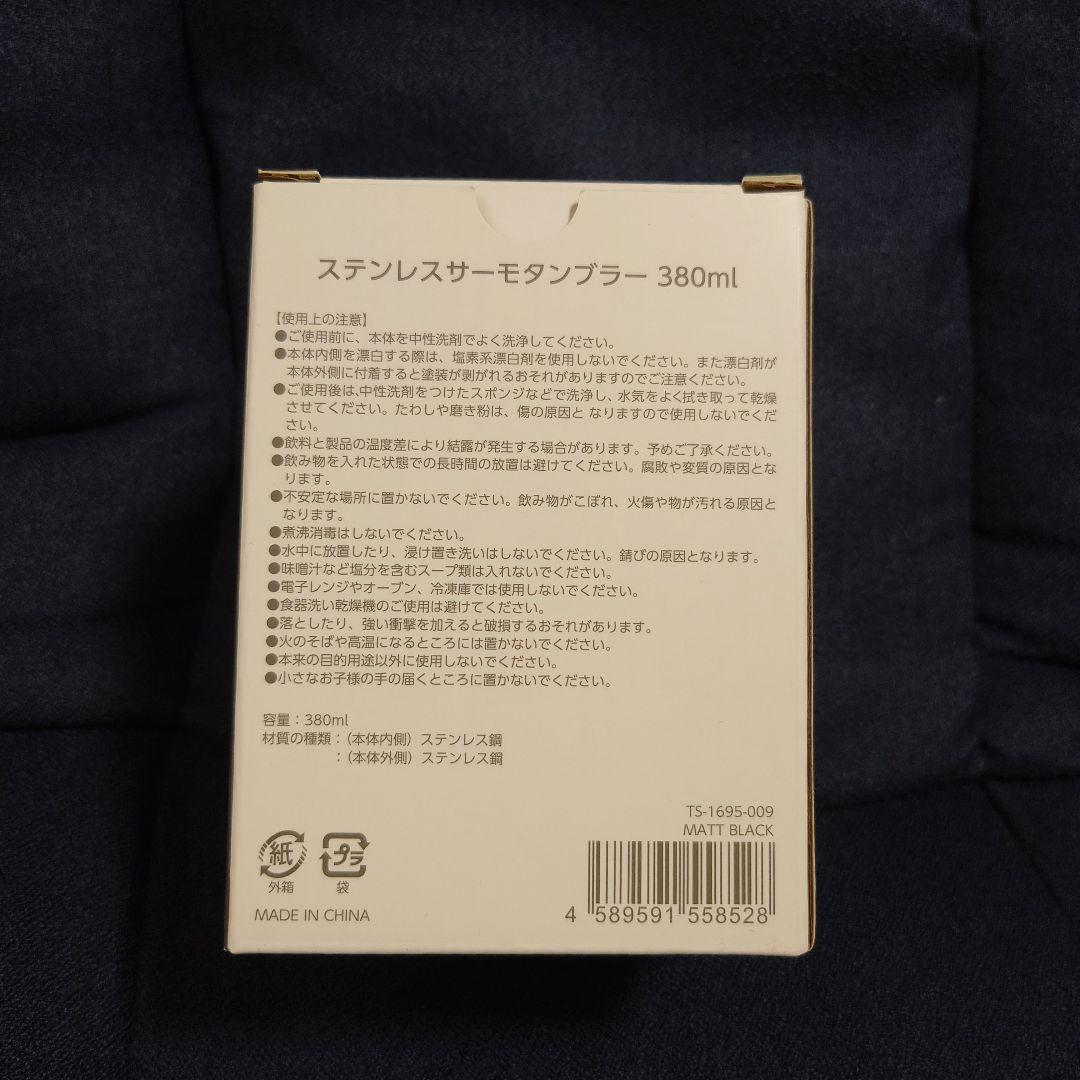 ステンレスサーモタンブラー 380ml
【使用上の注意】
●ご使用前に、本体を中性洗剤でよく洗浄してください。
●本体内側を漂白する際は、塩素系漂白剤を使用しないでください。また漂白剤が
本体外側に付着すると塗装が剥がれるおそれがありますのでご注意ください。
●ご使用後は、中性洗剤をつけたスポンジなどで洗浄し、水気をよく拭き取って乾燥
させてください。たわしや磨き粉は、傷の原因と なりますので使用しないでくだ
さい。
●飲料と製品の温度差により結露が発生する場合があります。予めご了承ください。
●飲み物を入れた状態での長時間の放置は避けてください。腐敗や変質の原因とな
ります。
●不安定な場所に置かないでください。飲み物がこぼれ、火傷や物が汚れる原因と
なります。
●煮沸消毒はしないでください。
●水中に放置したり、浸け置き洗いはしないでください。錆びの原因となります。
●味噌汁など塩分を含むスープ類は入れないでください。
●電子レンジやオーブン、冷凍庫では使用しないでください。
●食器洗い乾燥機のご使用は避けてください。
●落としたり、強い衝撃を加えると破損するおそれがあります。
●火のそばや高温になるところには置かないでください。
●本来の目的用途以外に使用しないでください。
●小さなお子様の手の届くところに置かないでください。
容量：380ml
材質の種類：（本体内側）ステンレス鋼
：（本体外側）ステンレス鋼
TS-1695-009
MATT BLACK
紙 プラ
外箱 袋
MADE IN CHINA
4 589591 558528